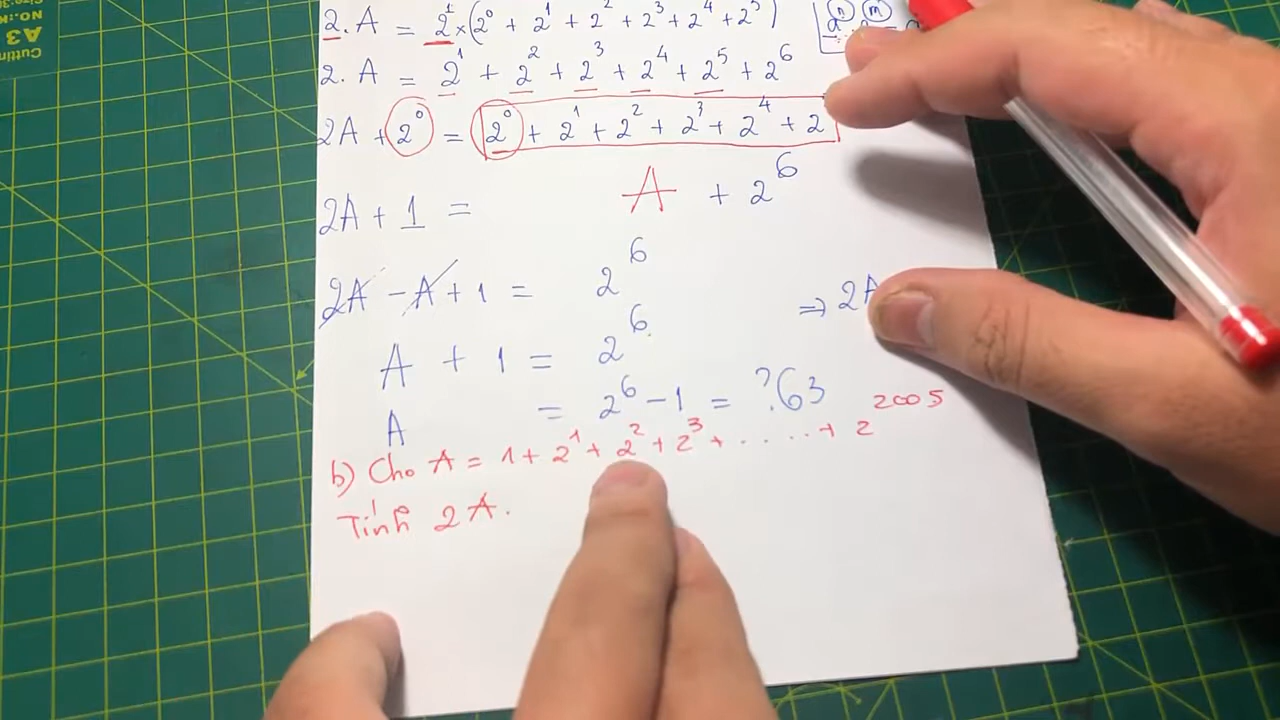 A3
2.A = 2¹×(2⁰ + 2¹ + 2² + 2³ + 2⁴ + 2⁵)
2. A = 2¹ + 2² + 2³ + 2⁴ + 2⁵ + 2⁶
2A + 2⁰ = 2⁰ + 2¹ + 2² + 2³ + 2⁴ + 2
A + 2⁶
2A + 1 =
2A - A + 1 = 2⁶
⇒ 2A
A + 1 = 2⁶
A = 2⁶ - 1 = ? 63
b) Cho A = 1 + 2¹ + 2² + 2³ + ..... + 2²⁰⁰⁵
Tính 2A.